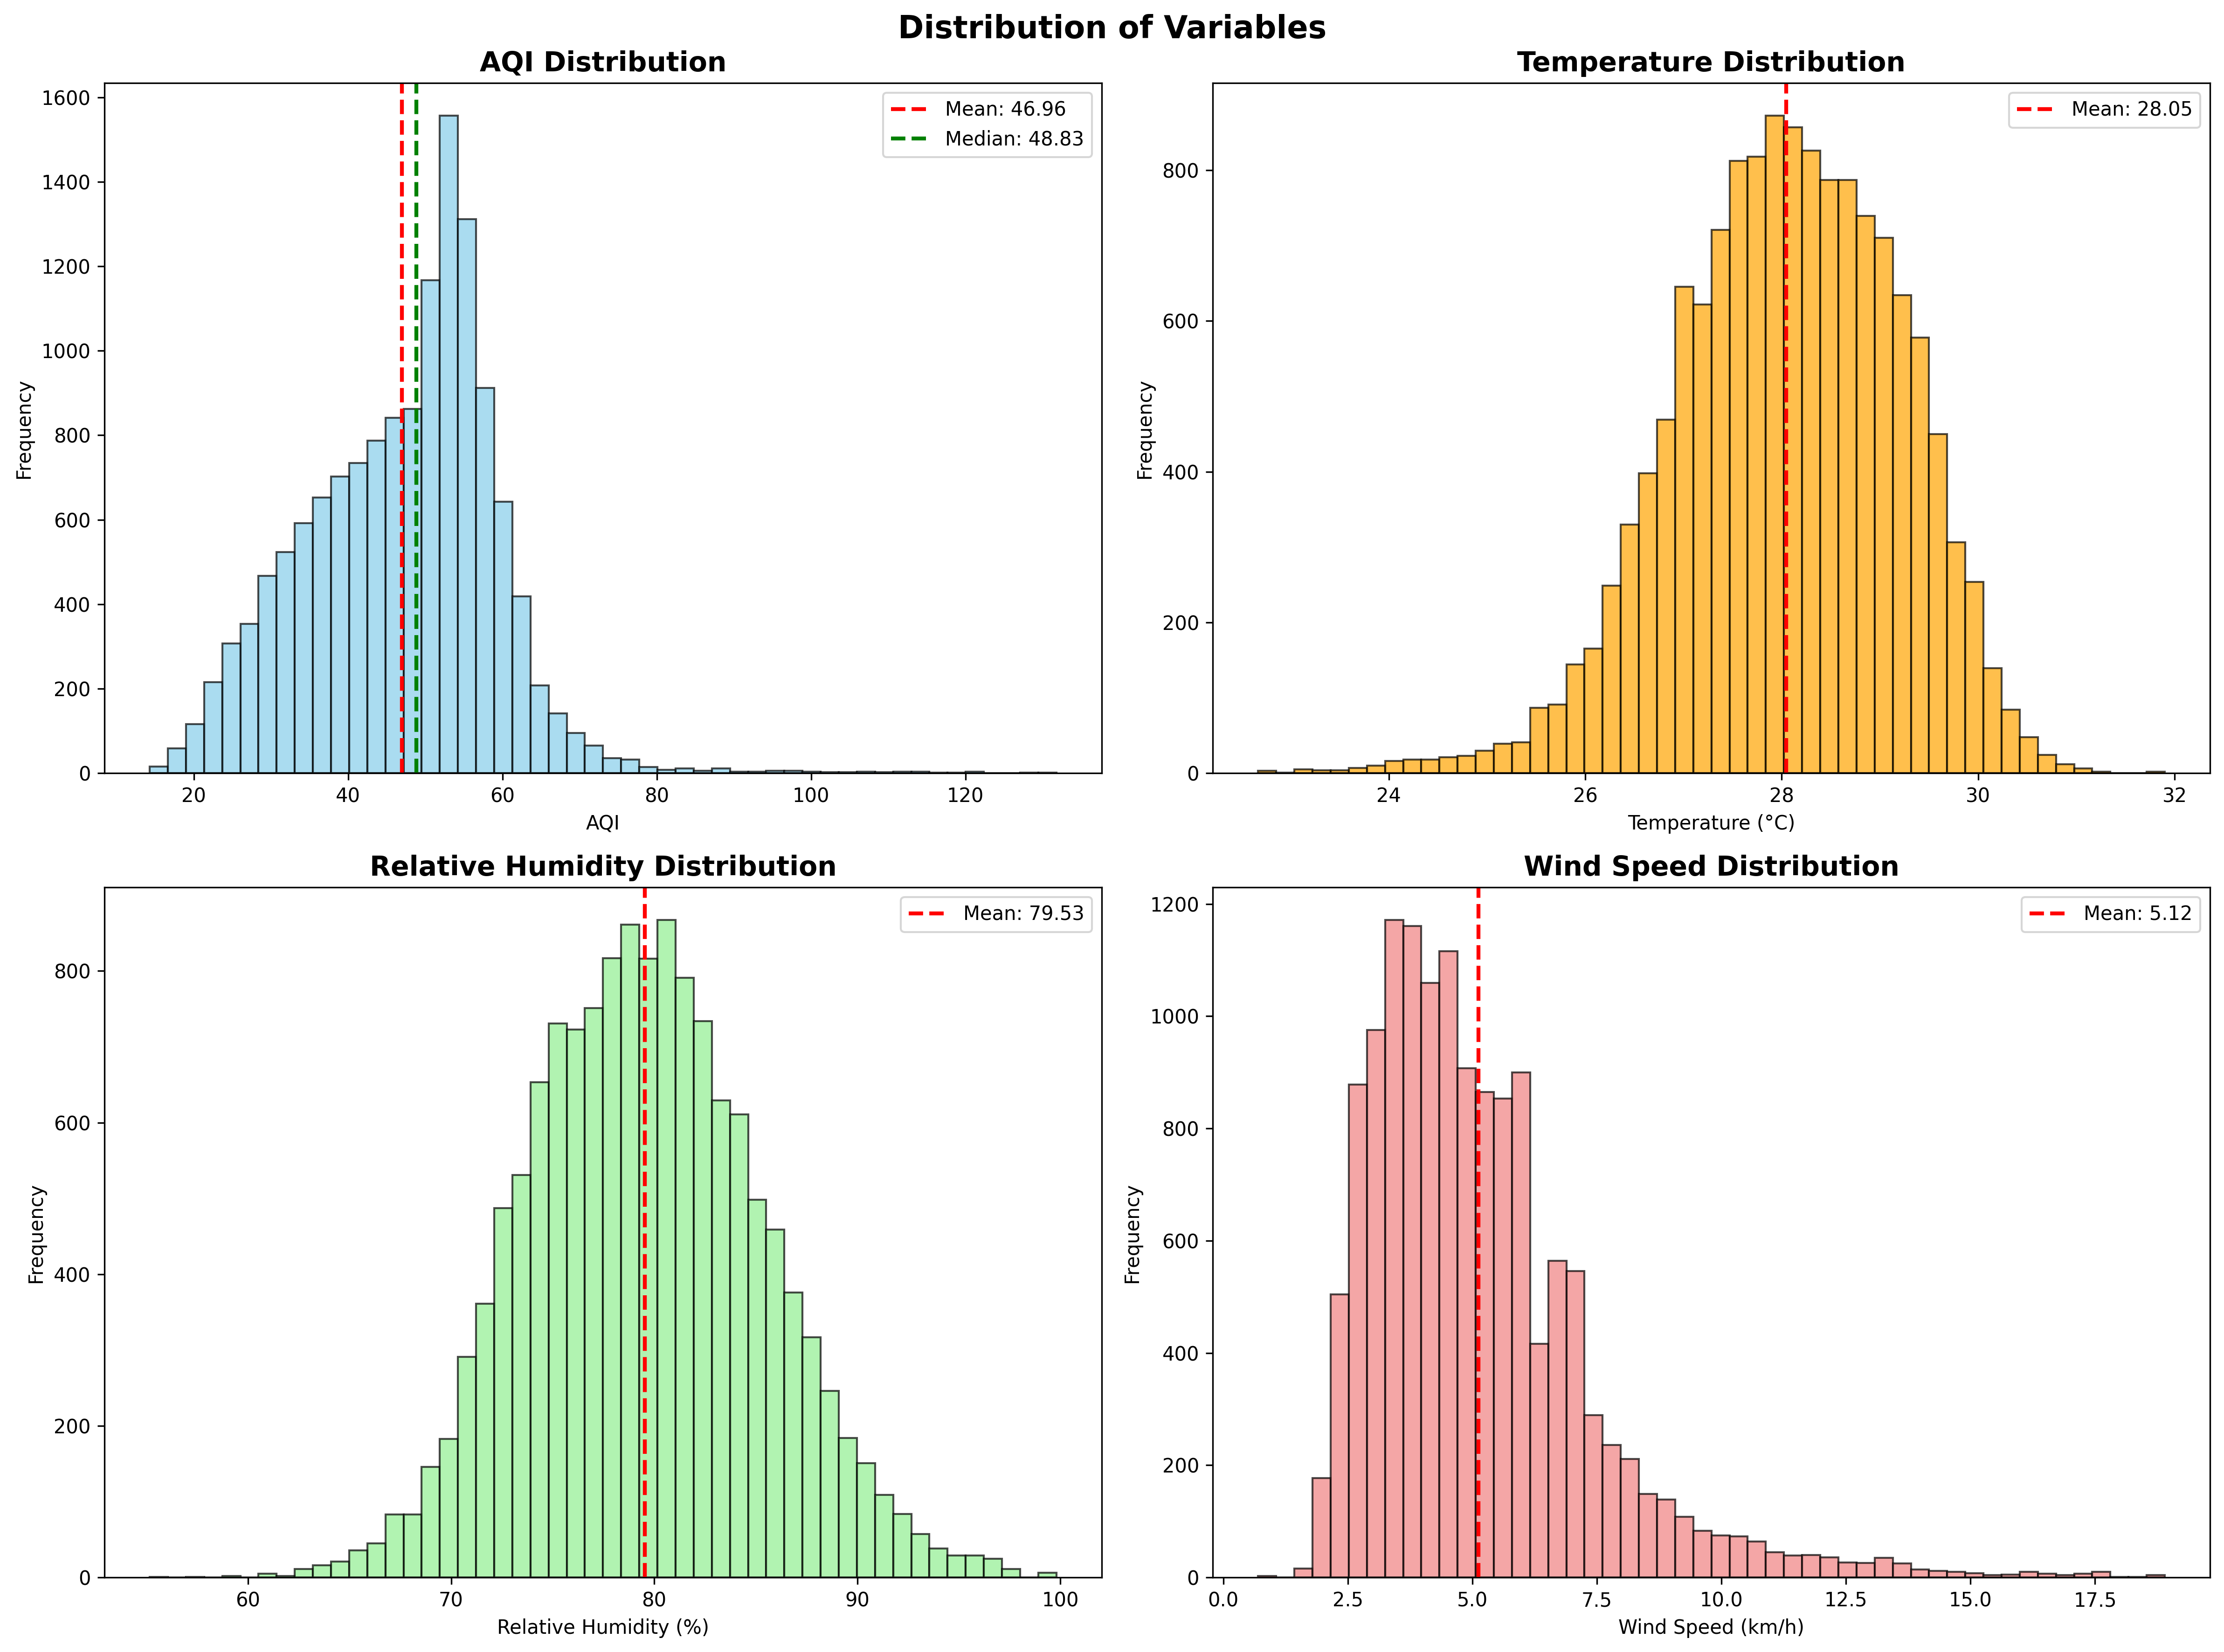 Distribution of Variables
AQI Distribution
1600
1400
1200
1000
800
600
400
200
0
Frequency
20 40 60 80 100 120
AQI
Mean: 46.96
Median: 48.83
Temperature Distribution
800
600
400
200
0
Frequency
24 26 28 30 32
Temperature (°C)
Mean: 28.05
Relative Humidity Distribution
800
600
400
200
0
Frequency
60 70 80 90 100
Relative Humidity (%)
Mean: 79.53
Wind Speed Distribution
1200
1000
800
600
400
200
0
Frequency
0.0 2.5 5.0 7.5 10.0 12.5 15.0 17.5
Wind Speed (km/h)
Mean: 5.12